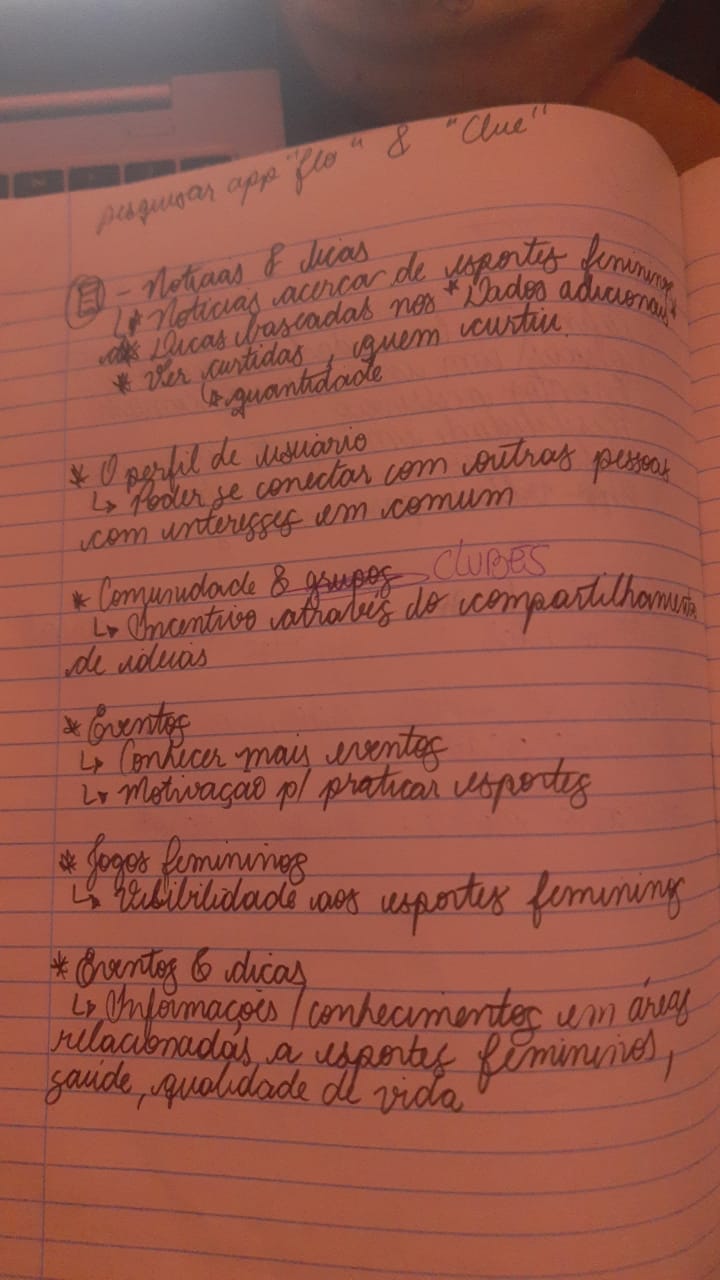 pesquisar app "flo" & "Clue"
- Notícias & dicas
↳ * Notícias acerca de esportes femininos
* Dicas baseadas nos * Dados adicionais *
* Ver curtidas, quem curtiu
↳ quantidade
* O perfil de usuário
↳ Poder se conectar com outras pessoas
com interesses em comum
* Comunidade & grupos CLUBES
↳ Incentivo através do compartilhamento
de ideias
* Eventos
↳ Conhecer mais eventos
↳ Motivação p/ praticar esportes
* Jogos femininos
↳ Visibilidade aos esportes femininos
* Eventos & dicas
↳ Informações / conhecimentos em áreas
relacionadas a esportes femininos,
saúde, qualidade de vida